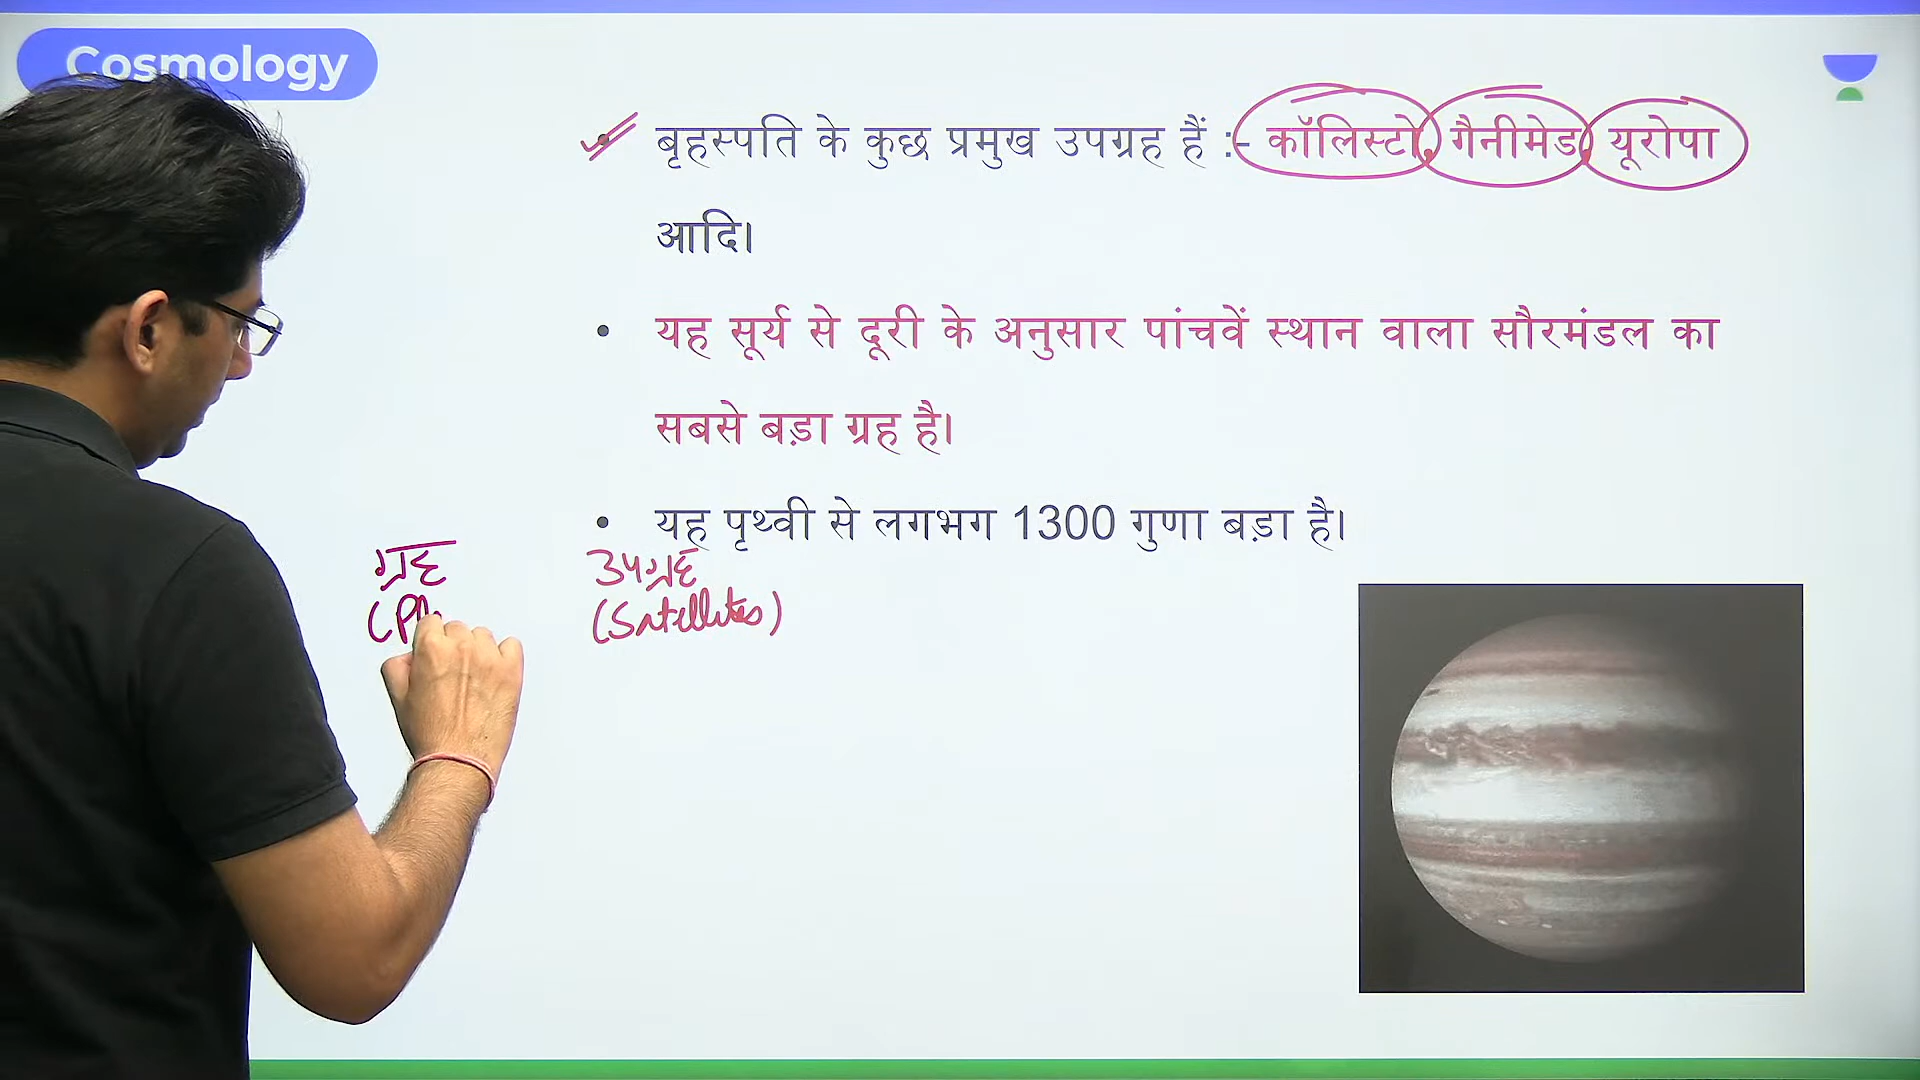 Cosmology
बृहस्पति के कुछ प्रमुख उपग्रह हैं :- कॉलिस्टो, गैनीमेड, यूरोपा
आदि।
• यह सूर्य से दूरी के अनुसार पांचवें स्थान वाला सौरमंडल का
सबसे बड़ा ग्रह है।
• यह पृथ्वी से लगभग 1300 गुणा बड़ा है।
ग्रह उपग्रह
(Satellites)